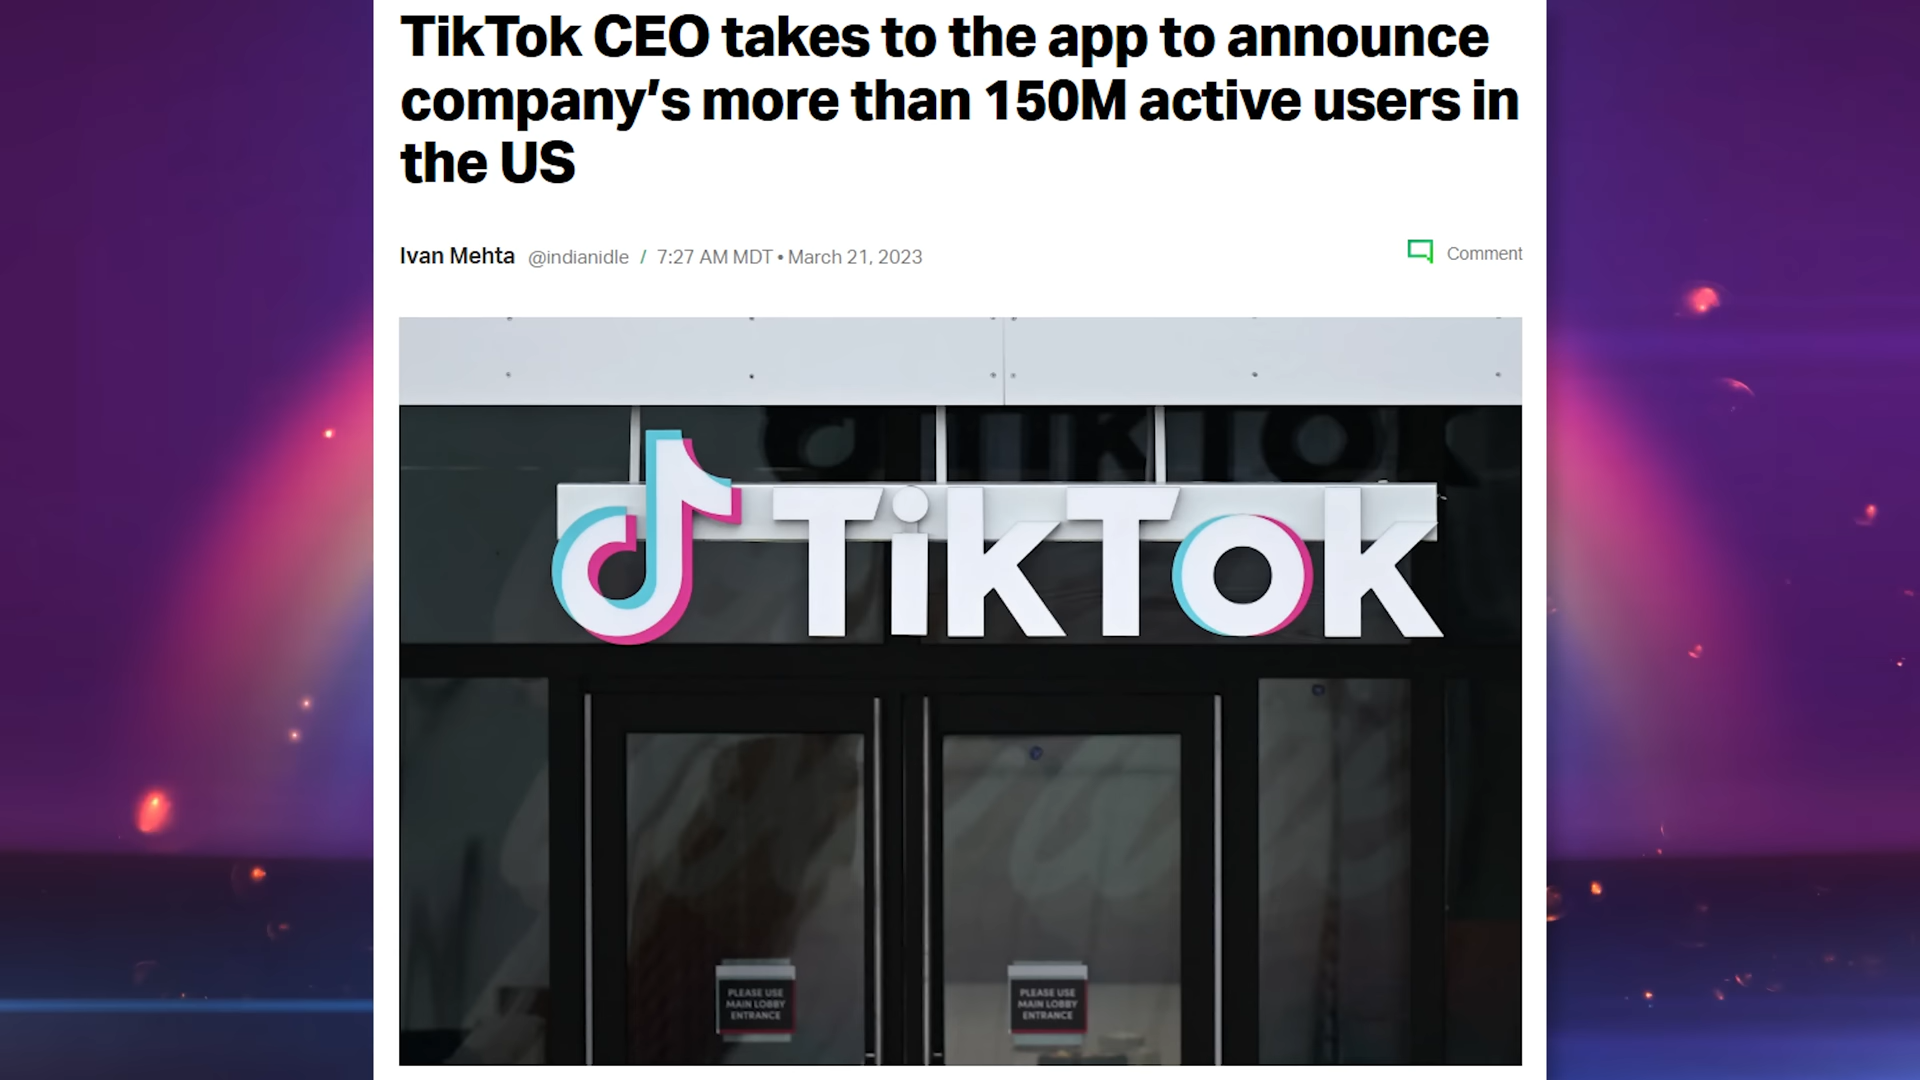 TikTok CEO takes to the app to announce
company’s more than 150M active users in
the US
Ivan Mehta @indianidle / 7:27 AM MDT • March 21, 2023
Comment
TikTok
TikTok
PLEASE USE
MAIN LOBBY
ENTRANCE
PLEASE USE
MAIN LOBBY
ENTRANCE